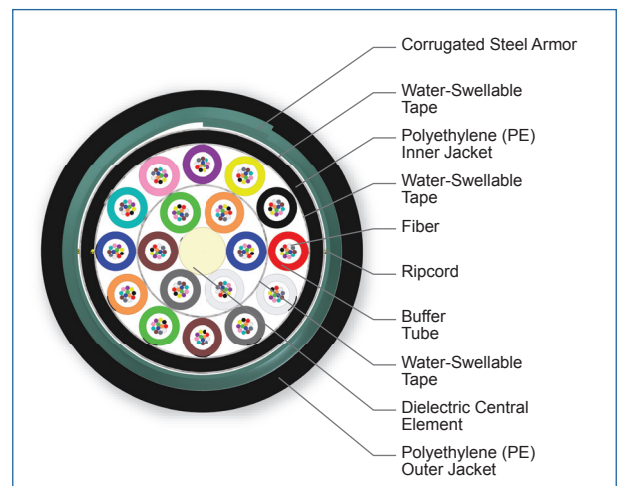 Corrugated Steel Armor
Water-Swellable
Tape
Polyethylene (PE)
Inner Jacket
Water-Swellable
Tape
Fiber
Ripcord
Buffer
Tube
Water-Swellable
Tape
Dielectric Central
Element
Polyethylene (PE)
Outer Jacket